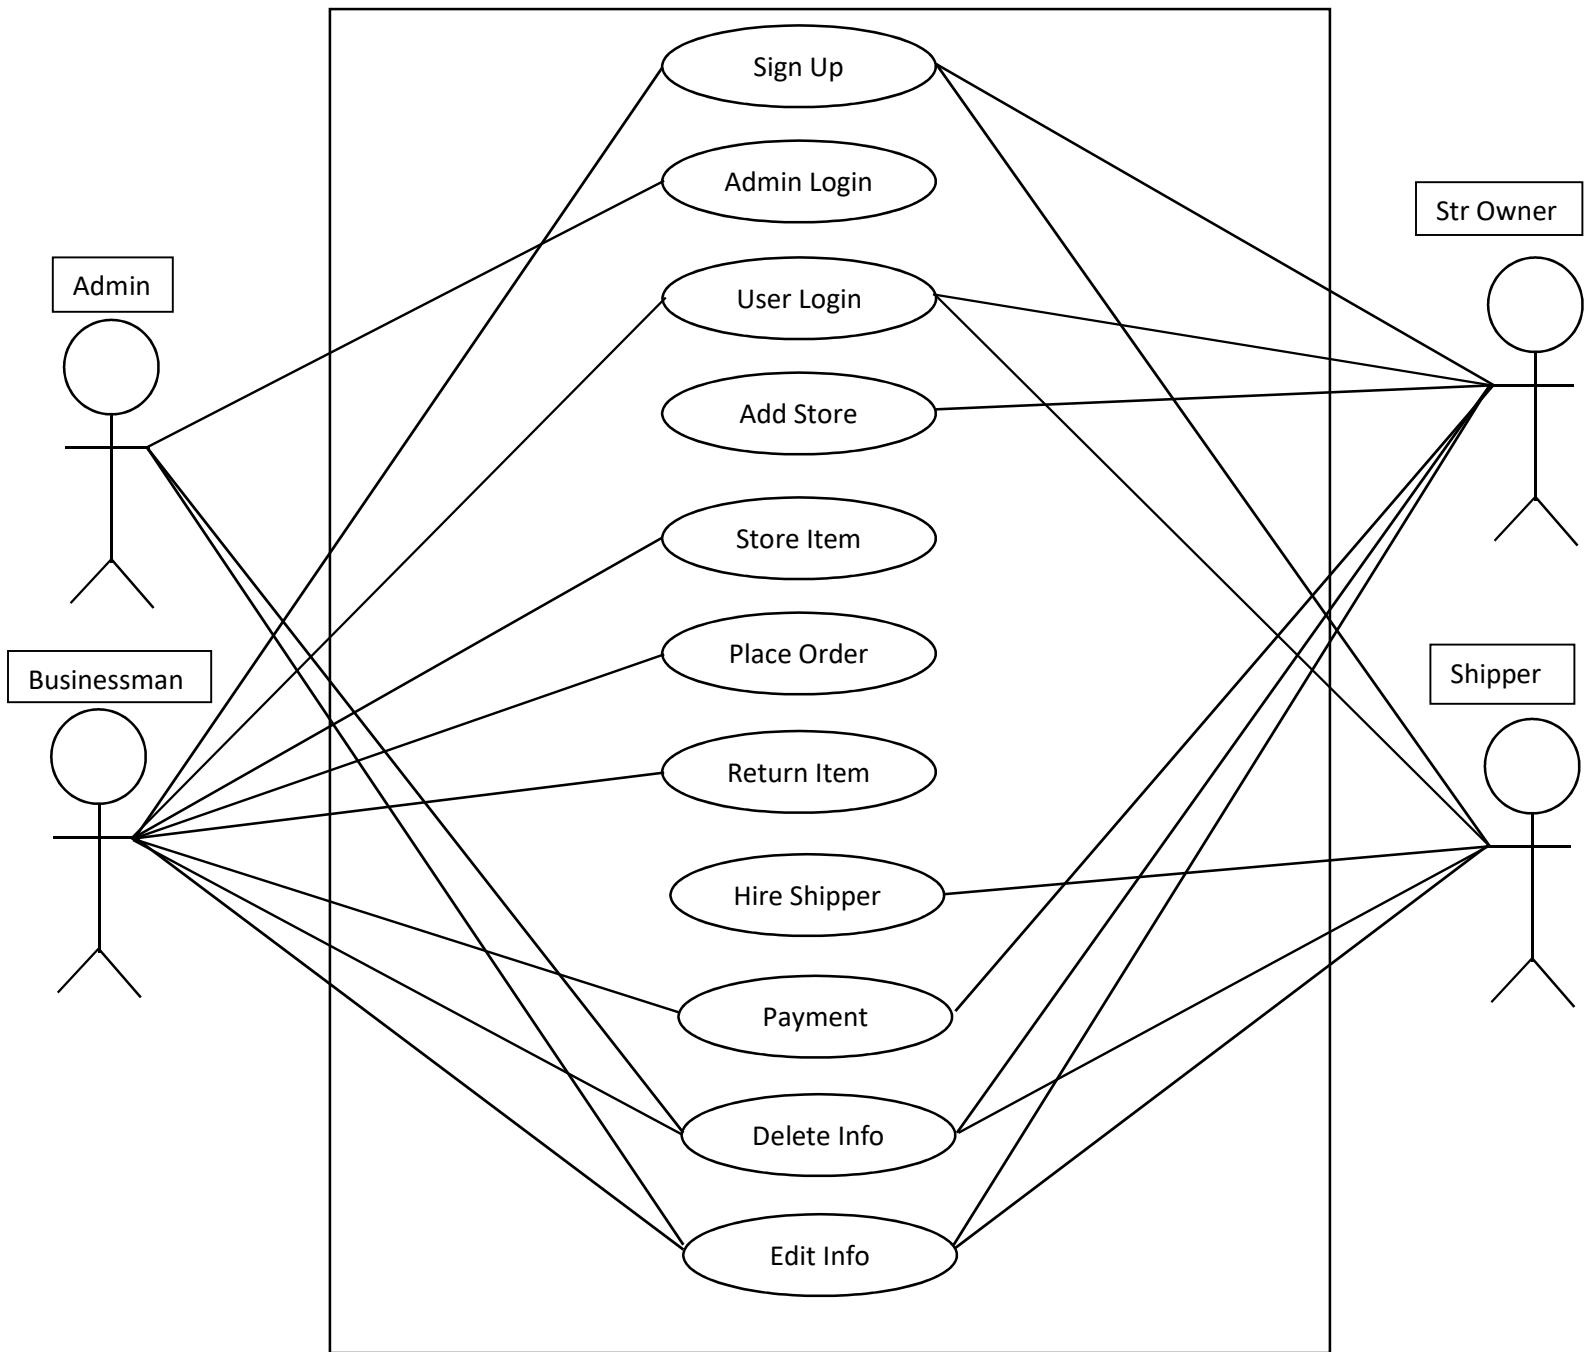 Sign Up
Admin Login
Str Owner
Admin
User Login
Add Store
Store Item
Place Order
Businessman
Shipper
Return Item
Hire Shipper
Payment
Delete Info
Edit Info